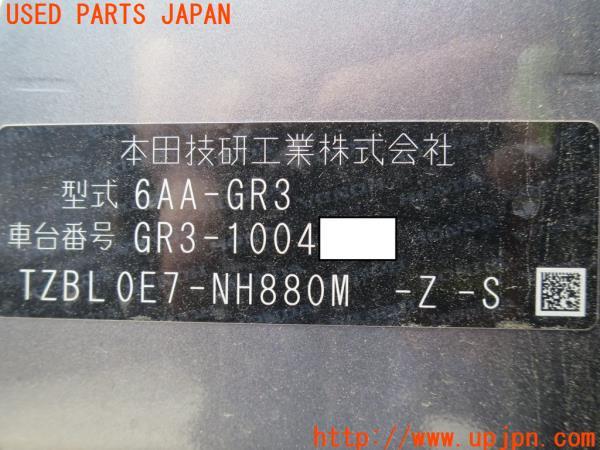 USED PARTS JAPAN
本田技研工業株式会社
型式 6AA-GR3
車台番号 GR3-1004
TZBL0E7-NH880M -Z -S
http://www.upjpn.com/